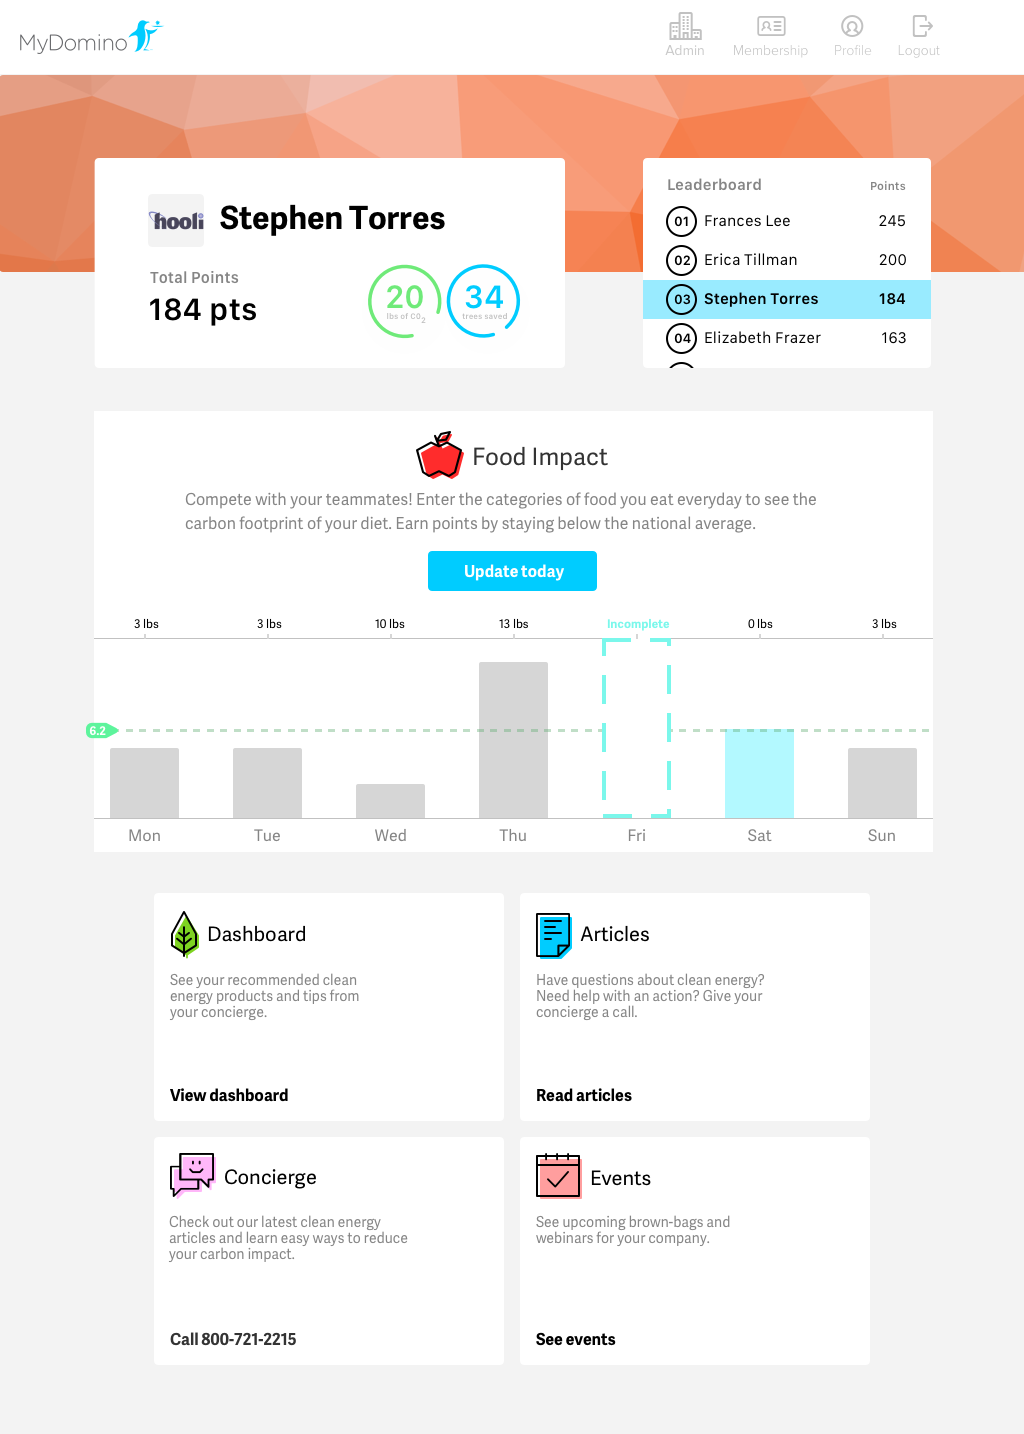 MyDomino
Admin
Membership
Profile
Logout
hooli
Stephen Torres
Total Points
184 pts
20
lbs of CO2
34
trees saved
Leaderboard Points
01 Frances Lee 245
02 Erica Tillman 200
03 Stephen Torres 184
04 Elizabeth Frazer 163
Food Impact
Compete with your teammates! Enter the categories of food you eat everyday to see the
carbon footprint of your diet. Earn points by staying below the national average.
Update today
3 lbs 3 lbs 10 lbs 13 lbs Incomplete 0 lbs 3 lbs
6.2
Mon Tue Wed Thu Fri Sat Sun
Dashboard
See your recommended clean
energy products and tips from
your concierge.
View dashboard
Articles
Have questions about clean energy?
Need help with an action? Give your
concierge a call.
Read articles
Concierge
Check out our latest clean energy
articles and learn easy ways to reduce
your carbon impact.
Call 800-721-2215
Events
See upcoming brown-bags and
webinars for your company.
See events